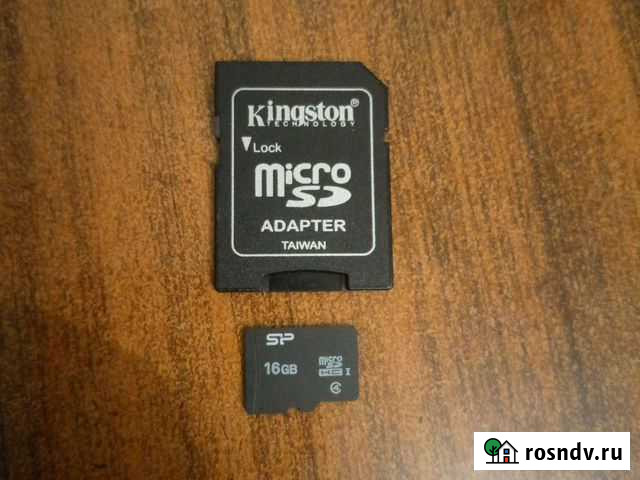 Kingston®
TECHNOLOGY
Lock
Micro
SD
ADAPTER
TAIWAN
SP
16GB
Micro
SD
HC I
4
rosndv.ru